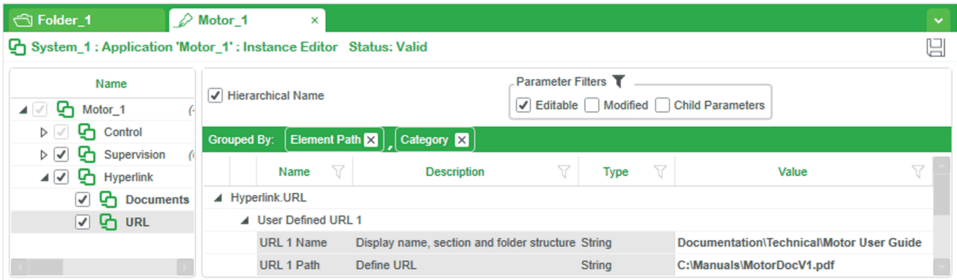 Folder_1 Motor_1 ×
System_1 : Application 'Motor_1' : Instance Editor Status: Valid
Name
Motor_1
Control
Supervision
Hyperlink
Documents
URL
Hierarchical Name
Parameter Filters
Editable Modified Child Parameters
Grouped By: Element Path × , Category ×
Name Description Type Value
Hyperlink.URL
User Defined URL 1
URL 1 Name Display name, section and folder structure String Documentation\Technical\Motor User Guide
URL 1 Path Define URL String C:\Manuals\MotorDocV1.pdf